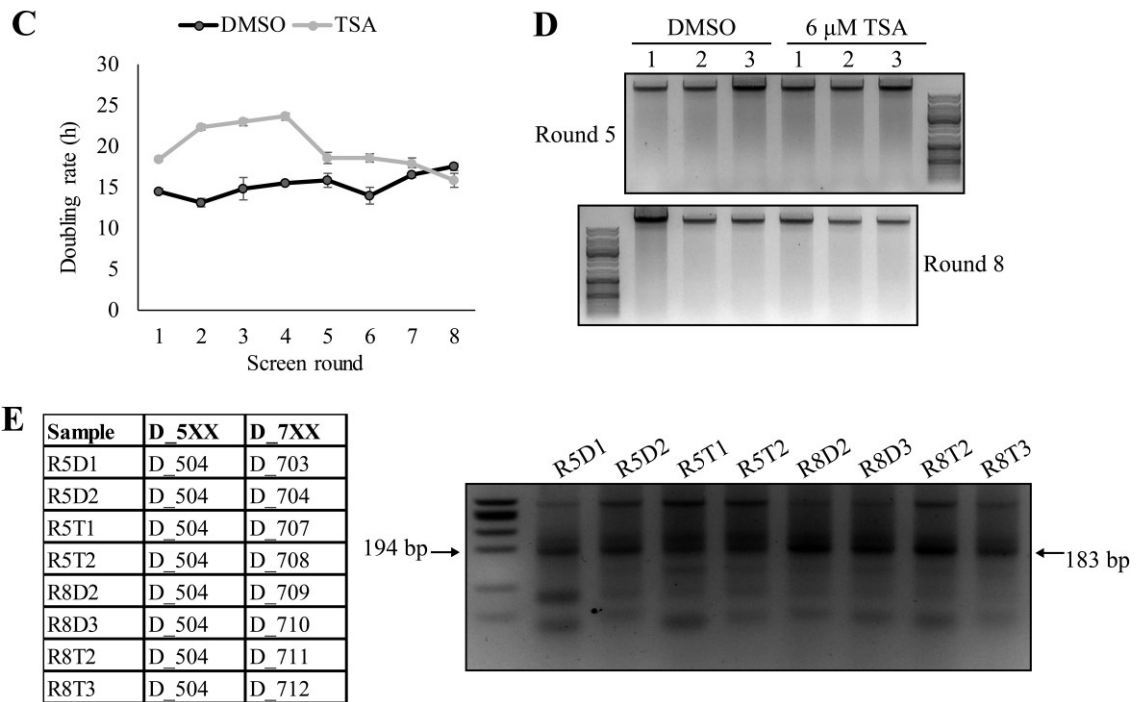 C
DMSO TSA
30
25
20
15
10
5
0
Doubling rate (h)
1 2 3 4 5 6 7 8
Screen round
D
DMSO 6 μM TSA
1 2 3 1 2 3
Round 5
Round 8
E
Sample D_5XX D_7XX
R5D1 D_504 D_703
R5D2 D_504 D_704
R5T1 D_504 D_707
R5T2 D_504 D_708
R8D2 D_504 D_709
R8D3 D_504 D_710
R8T2 D_504 D_711
R8T3 D_504 D_712
R5D1 R5D2 R5T1 R5T2 R8D2 R8D3 R8T2 R8T3
194 bp
183 bp